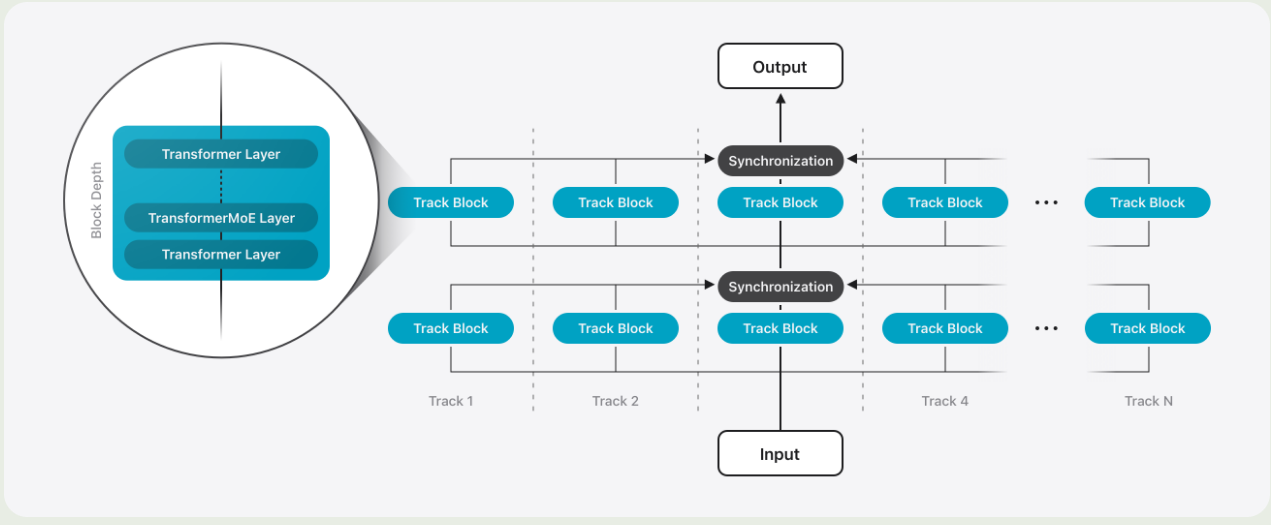 Output
Synchronization
Track Block
Track Block
Track Block
Track Block
...
Track Block
Synchronization
Track Block
Track Block
Track Block
Track Block
...
Track Block
Track 1
Track 2
Track 4
Track N
Input
Block Depth
Transformer Layer
TransformerMoE Layer
Transformer Layer